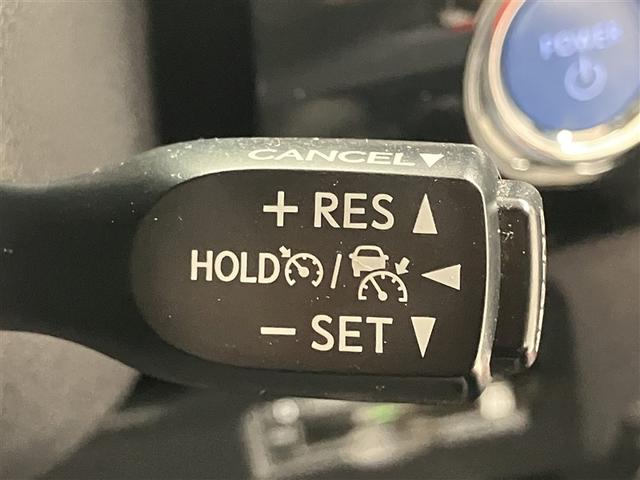 POWER
CANCEL▼
+ RES ▲
HOLD / ◀
− SET ▼